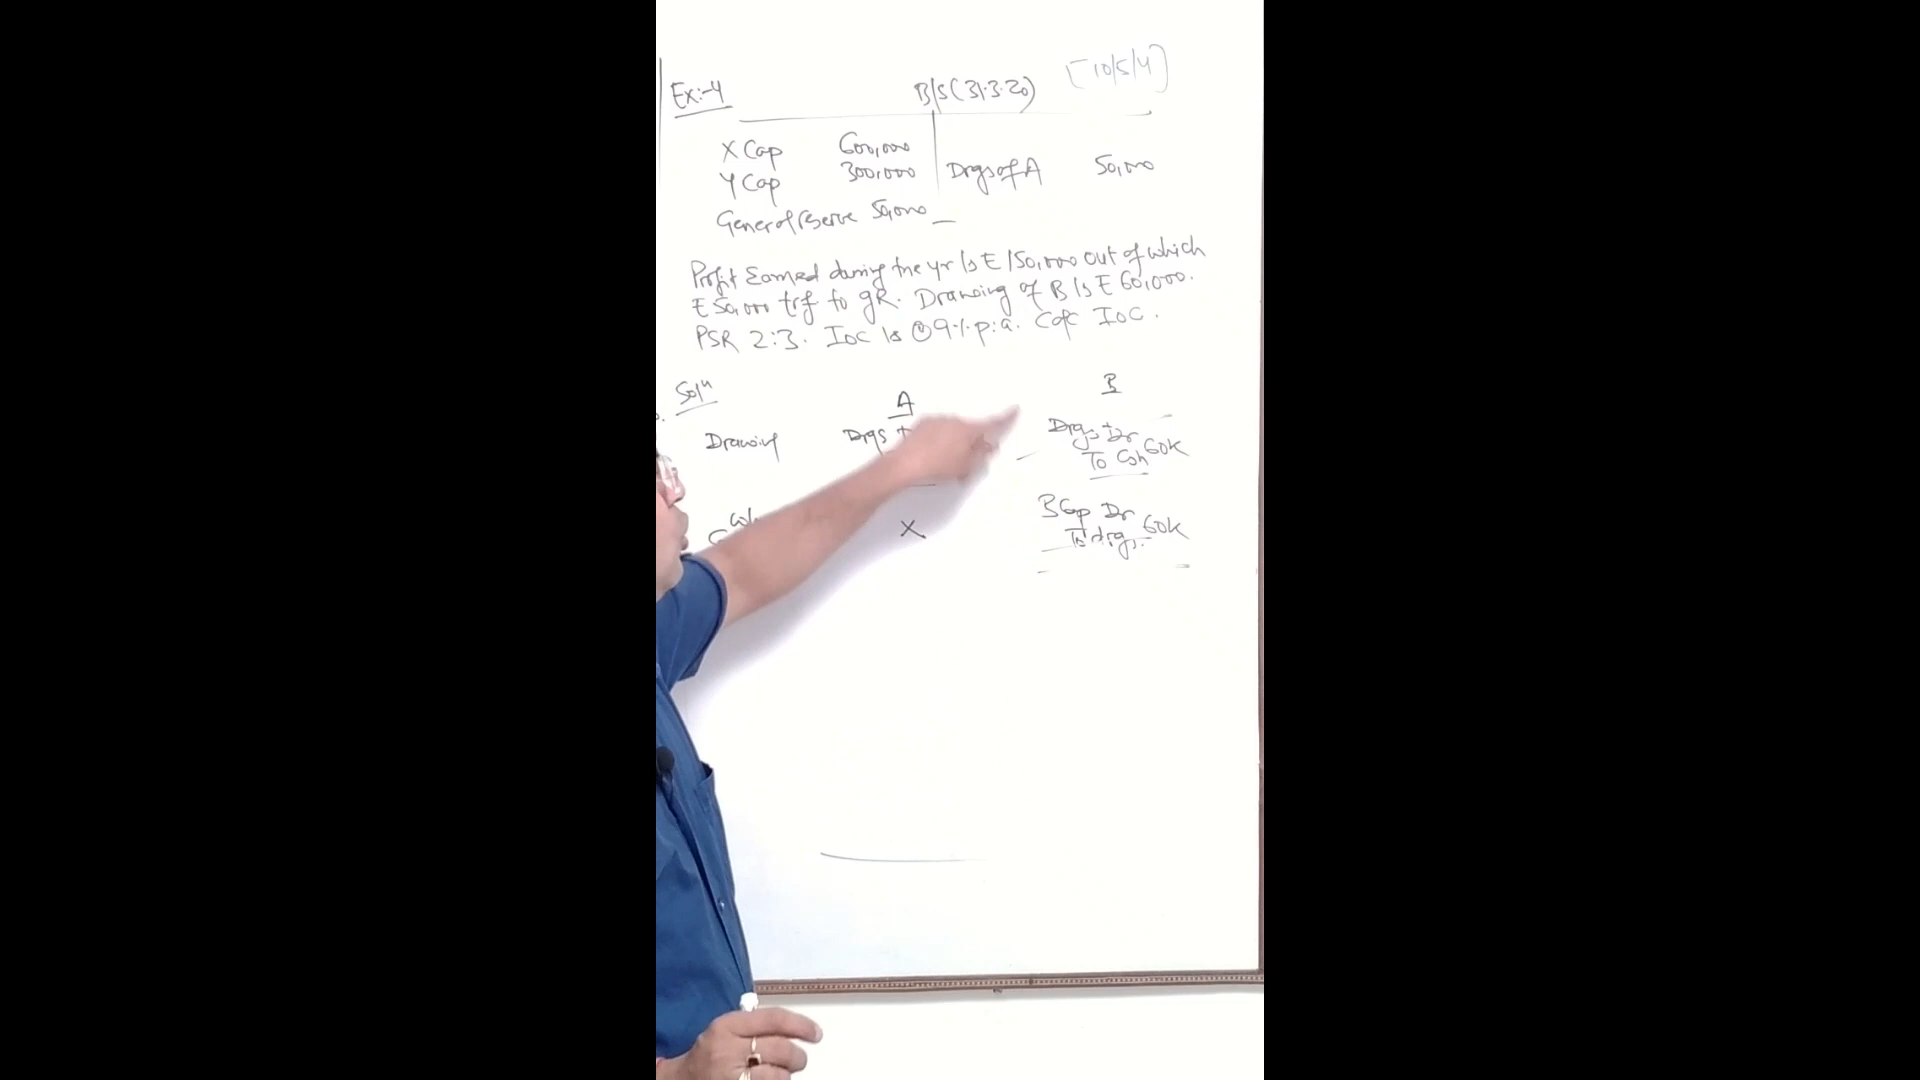 Ex:-4 B/S (31.3.20) [10/5/4]
X Cap 600,000
Y Cap 300,000 Drgs of A 50,000
General reserve 50,000
Profit Earned during the yr is ₹ 150,000 out of which
₹ 50,000 trf to GR. Drawing of B is ₹ 60,000.
PSR 2:3. IOC is @ 9% p.a. Calc IOC.
Soln A B
Drawing Drgs Drgs Dr
To Csh 60K
X B Cap Dr
To drgs. 60K